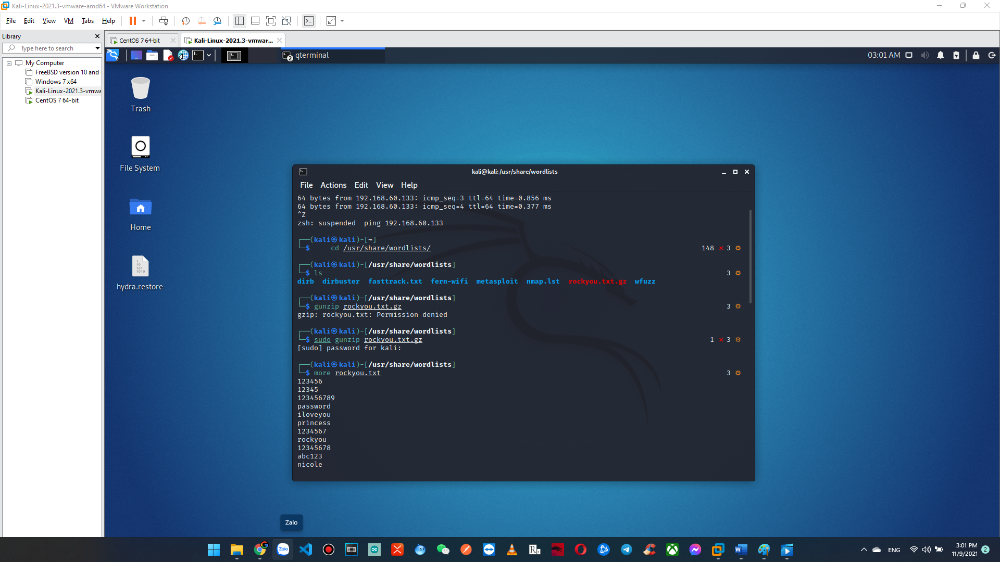 Kali-Linux-2021.3-vmware-amd64 - VMware Workstation
File Edit View VM Tabs Help
Library
Type here to search
My Computer
FreeBSD version 10 and
Windows 7 x64
Kali-Linux-2021.3-vmwa
CentOS 7 64-bit
CentOS 7 64-bit
Kali-Linux-2021.3-vmwar...
2 qterminal
03:01 AM
Trash
File System
Home
1
10
101
1010
hydra.restore
kali@kali:/usr/share/wordlists
File Actions Edit View Help
64 bytes from 192.168.60.133: icmp_seq=3 ttl=64 time=0.856 ms
64 bytes from 192.168.60.133: icmp_seq=4 ttl=64 time=0.377 ms
^Z
zsh: suspended  ping 192.168.60.133
┌──(kali㉿kali)-[~]
└─$     cd /usr/share/wordlists/ 148 ⨯ 3 ⚙
┌──(kali㉿kali)-[/usr/share/wordlists]
└─$ ls 3 ⚙
dirb  dirbuster  fasttrack.txt  fern-wifi  metasploit  nmap.lst  rockyou.txt.gz  wfuzz
┌──(kali㉿kali)-[/usr/share/wordlists]
└─$ gunzip rockyou.txt.gz 3 ⚙
gzip: rockyou.txt: Permission denied
┌──(kali㉿kali)-[/usr/share/wordlists]
└─$ sudo gunzip rockyou.txt.gz 1 ⨯ 3 ⚙
[sudo] password for kali:
┌──(kali㉿kali)-[/usr/share/wordlists]
└─$ more rockyou.txt 3 ⚙
123456
12345
123456789
password
iloveyou
princess
1234567
rockyou
12345678
abc123
nicole
Zalo
Zalo
ENG
3:01 PM
11/9/2021
2